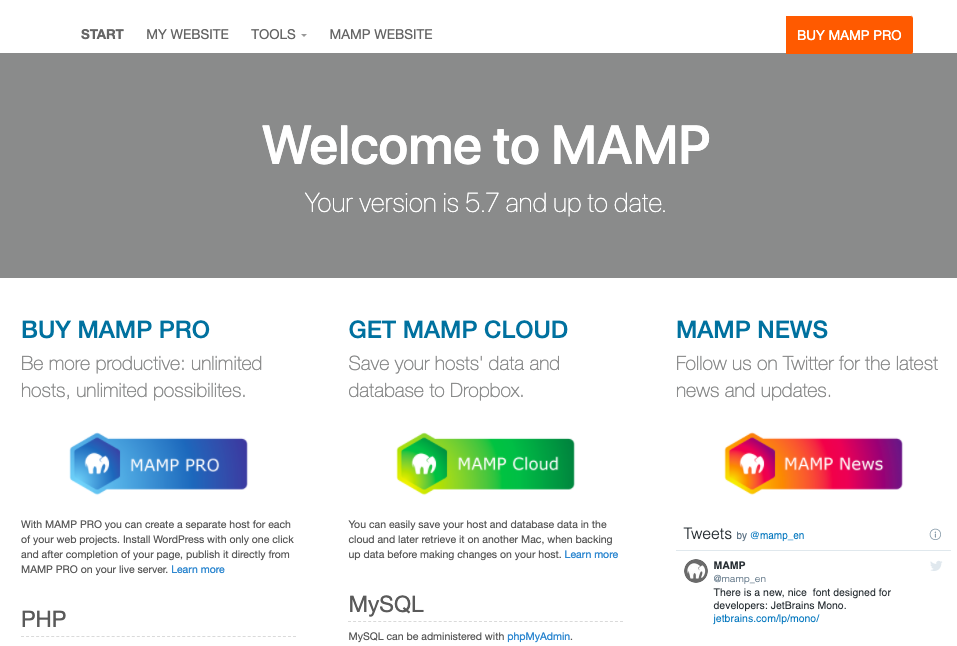 START
MY WEBSITE
TOOLS
MAMP WEBSITE
BUY MAMP PRO
Welcome to MAMP
Your version is 5.7 and up to date.
BUY MAMP PRO
Be more productive: unlimited
hosts, unlimited possibilites.
MAMP PRO
With MAMP PRO you can create a separate host for each
of your web projects. Install WordPress with only one click
and after completion of your page, publish it directly from
MAMP PRO on your live server. Learn more
PHP
GET MAMP CLOUD
Save your hosts' data and
database to Dropbox.
MAMP Cloud
You can easily save your host and database data in the
cloud and later retrieve it on another Mac, when backing
up data before making changes on your host. Learn more
MySQL
MySQL can be administered with phpMyAdmin.
MAMP NEWS
Follow us on Twitter for the latest
news and updates.
MAMP News
Tweets by @mamp_en
MAMP
@mamp_en
There is a new, nice  font designed for
developers: JetBrains Mono.
jetbrains.com/lp/mono/